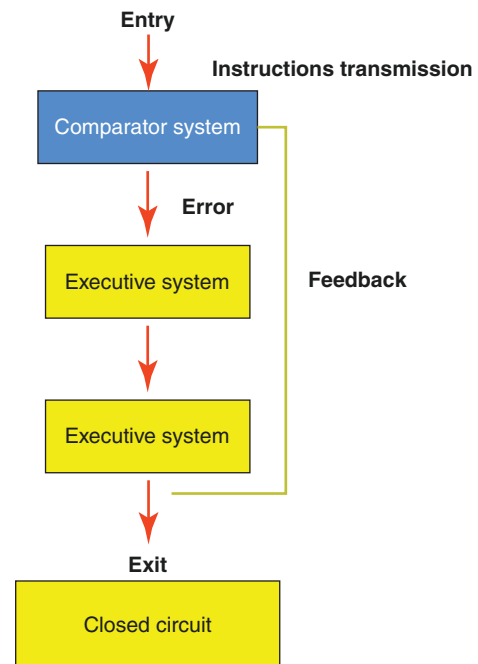 Entry
Instructions transmission
Comparator system
Error
Executive system
Feedback
Executive system
Exit
Closed circuit